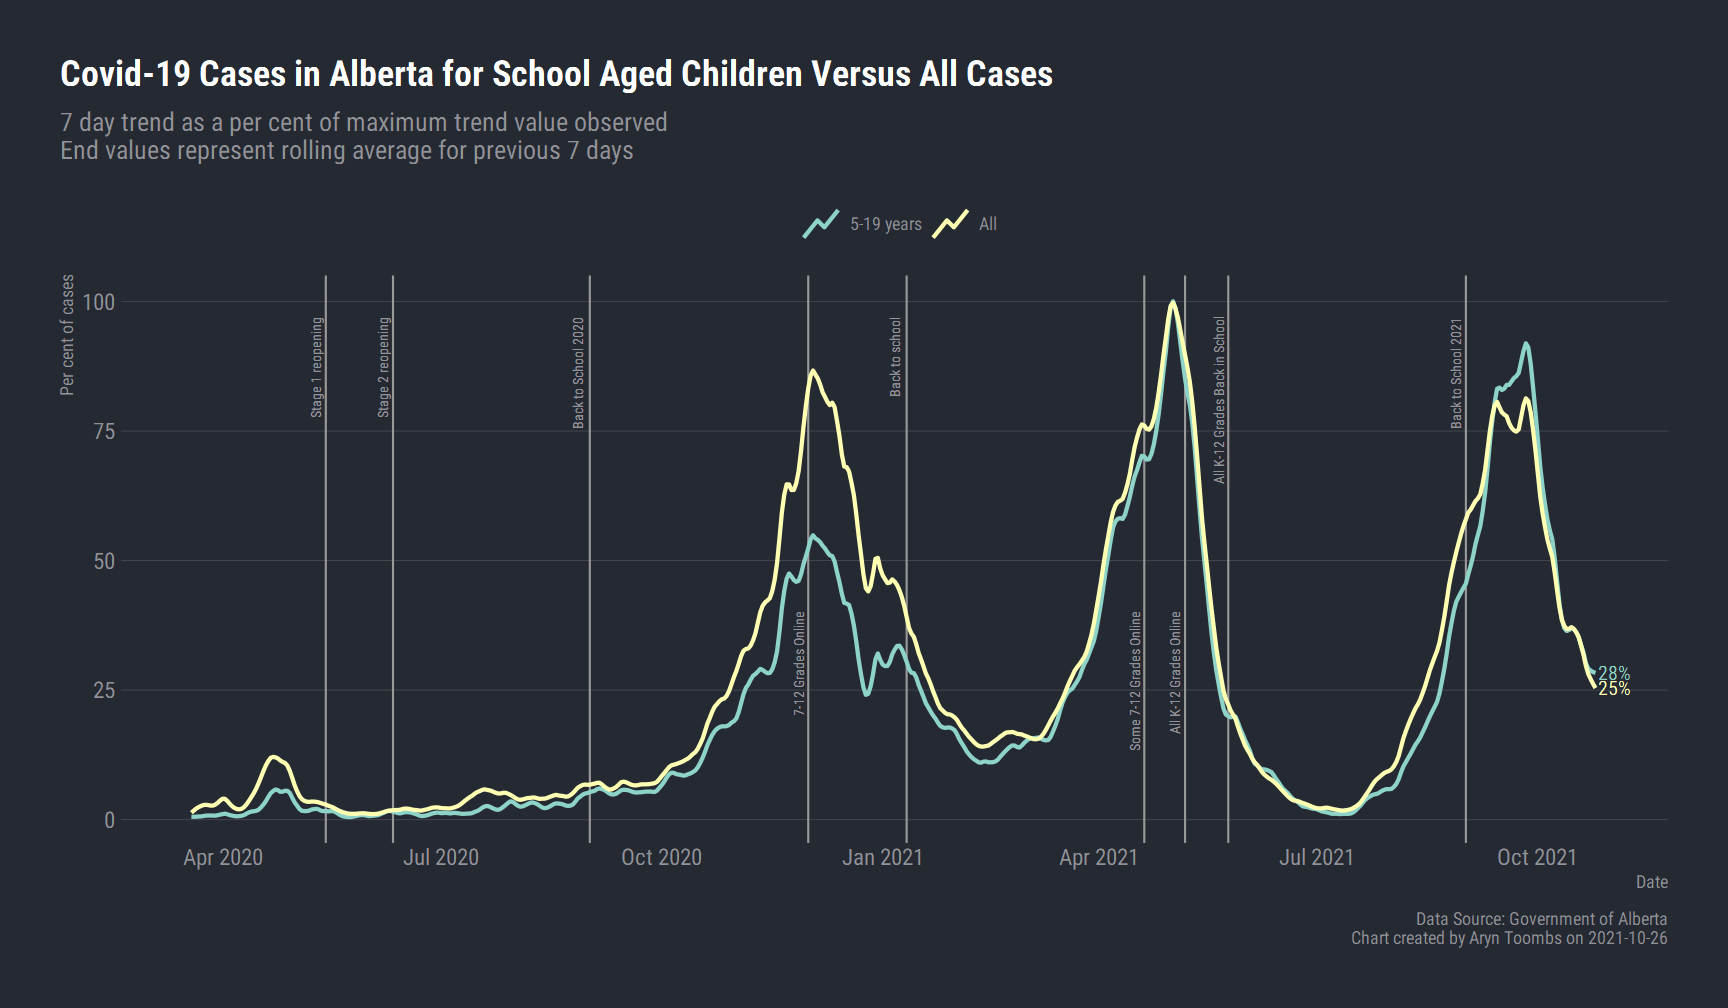 Covid-19 Cases in Alberta for School Aged Children Versus All Cases
7 day trend as a per cent of maximum trend value observed
End values represent rolling average for previous 7 days
5-19 years
All
Per cent of cases
100
75
50
25
0
Stage 1 reopening
Stage 2 reopening
Back to School 2020
7-12 Grades Online
Back to school
Some 7-12 Grades Online
All K-12 Grades Online
All K-12 Grades Back in School
Back to School 2021
28%
25%
Apr 2020
Jul 2020
Oct 2020
Jan 2021
Apr 2021
Jul 2021
Oct 2021
Date
Data Source: Government of Alberta
Chart created by Aryn Toombs on 2021-10-26